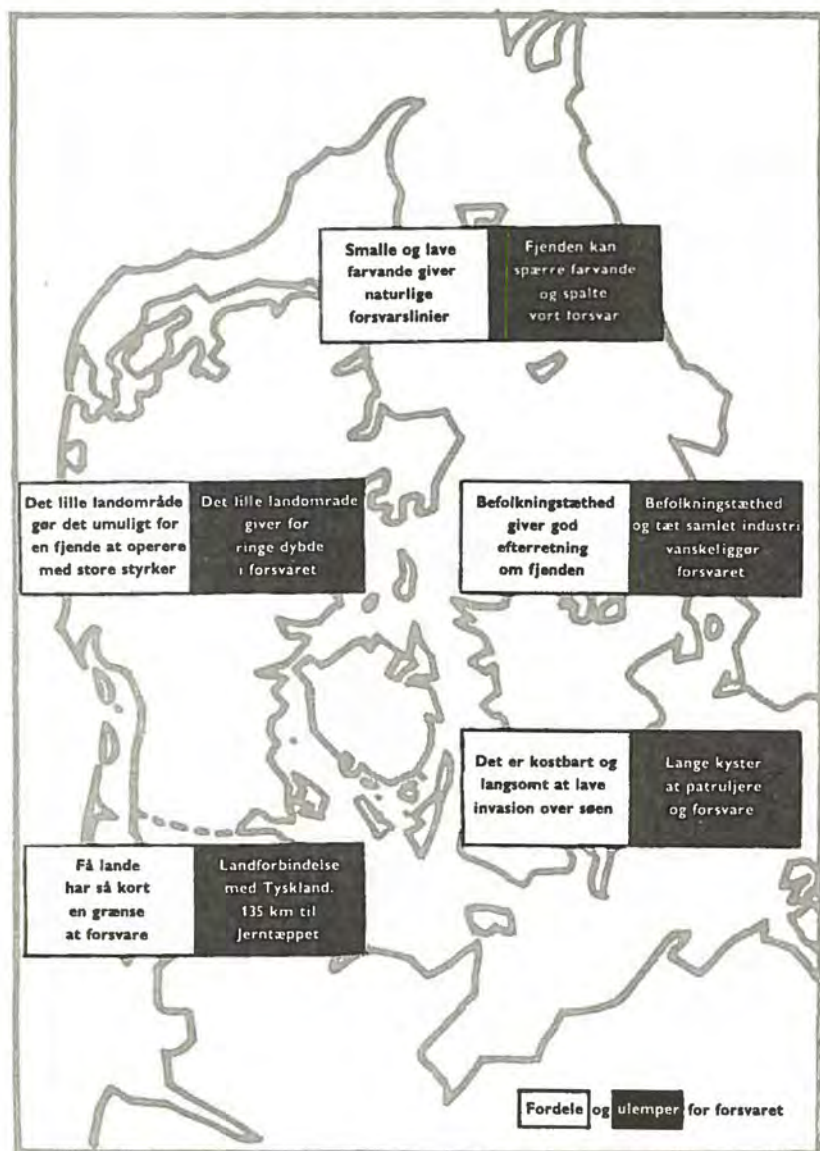 Smalle og lave
farvande giver
naturlige
forsvarslinier
Fjenden kan
spærre farvande
og spalte
vort forsvar
Det lille landområde
gør det umuligt for
en fjende at operere
med store styrker
Det lille landområde
giver for
ringe dybde
i forsvaret
Befolkningstæthed
giver god
efterretning
om fjenden
Befolkningstæthed
og tæt samlet industri
vanskeliggør
forsvaret
Det er kostbart og
langsomt at lave
invasion over søen
Lange kyster
at patruljere
og forsvare
Få lande
har så kort
en grænse
at forsvare
Landforbindelse
med Tyskland.
135 km til
Jerntæppet
Fordele og ulemper for forsvaret